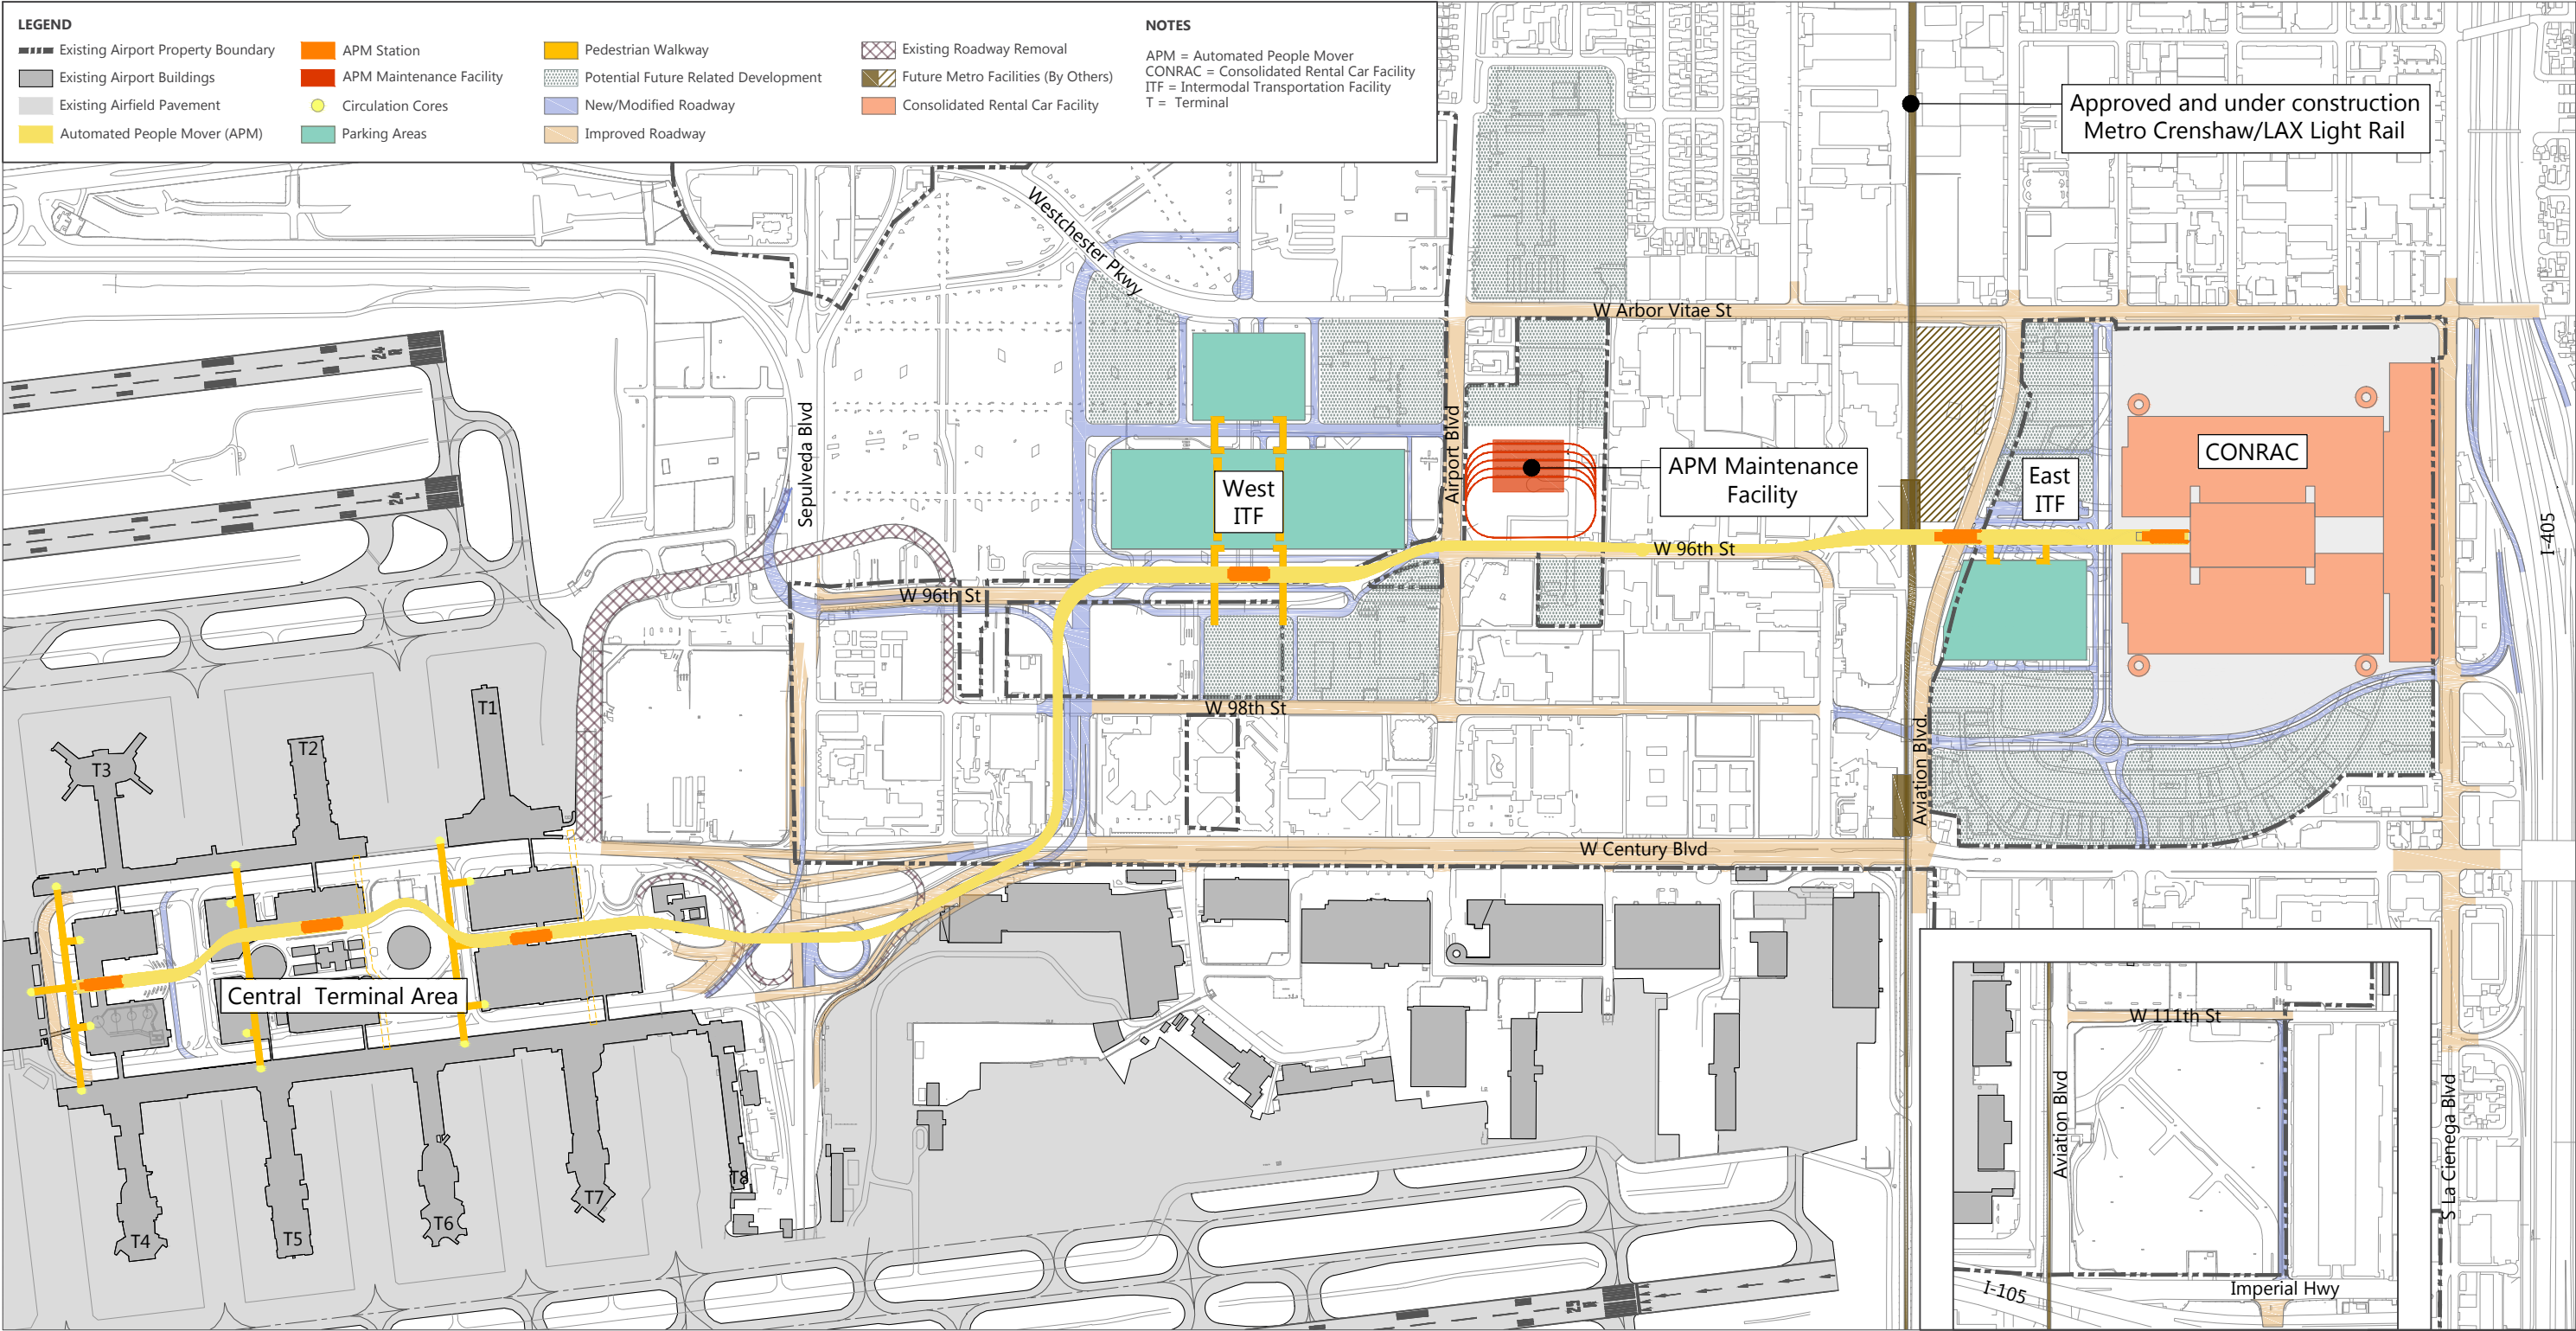 LEGEND
Existing Airport Property Boundary
Existing Airport Buildings
Existing Airfield Pavement
Automated People Mover (APM)
APM Station
APM Maintenance Facility
Circulation Cores
Parking Areas
Pedestrian Walkway
Potential Future Related Development
New/Modified Roadway
Improved Roadway
Existing Roadway Removal
Future Metro Facilities (By Others)
Consolidated Rental Car Facility
NOTES
APM = Automated People Mover
CONRAC = Consolidated Rental Car Facility
ITF = Intermodal Transportation Facility
T = Terminal
Approved and under construction
Metro Crenshaw/LAX Light Rail
Westchester Pkwy
W Arbor Vitae St
24
R
24
L
Sepulveda Blvd
Airport Blvd
West
ITF
APM Maintenance
Facility
East
ITF
CONRAC
I-405
W 96th St
W 96th St
W 98th St
Aviation Blvd.
W Century Blvd
T1
T2
T3
Central Terminal Area
T4
T5
T6
T7
T8
W 111th St
Aviation Blvd
S La Cienega Blvd
I-105
Imperial Hwy